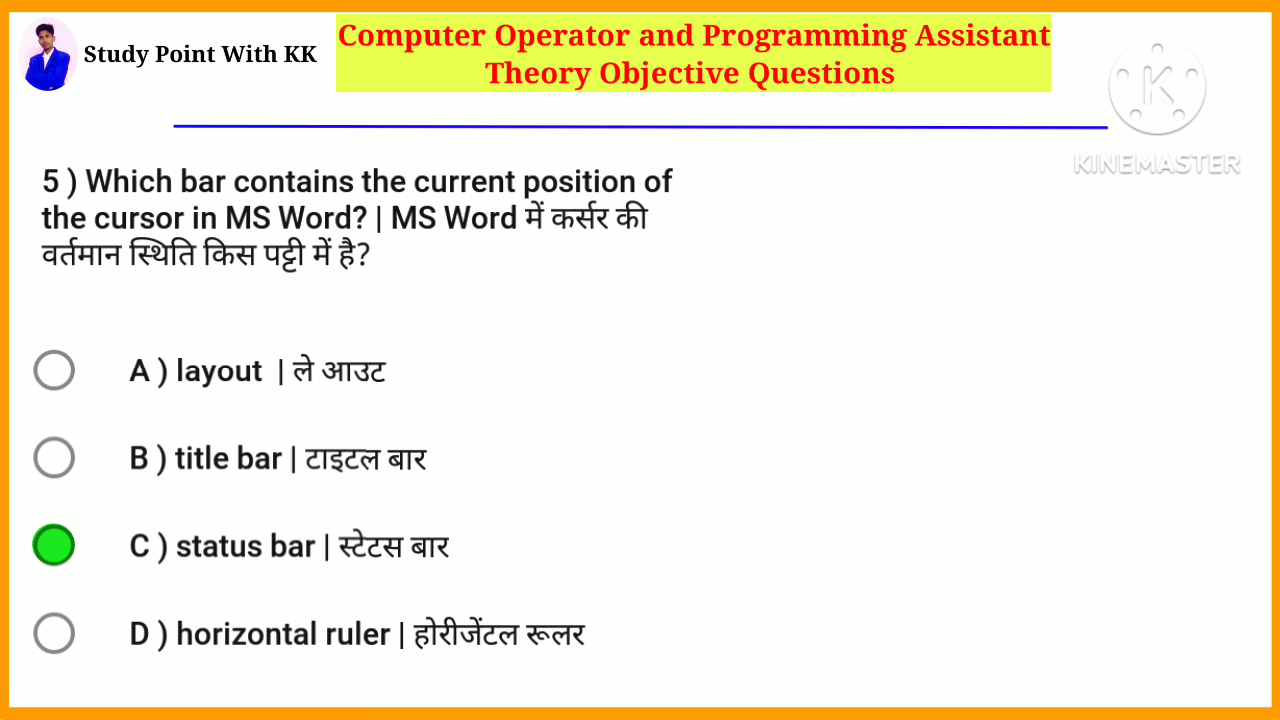 Study Point With KK
Computer Operator and Programming Assistant
Theory Objective Questions
K
KINEMASTER
5 ) Which bar contains the current position of
the cursor in MS Word? | MS Word में कर्सर की
वर्तमान स्थिति किस पट्टी में है?
A ) layout | ले आउट
B ) title bar | टाइटल बार
C ) status bar | स्टेटस बार
D ) horizontal ruler | होरीजेंटल रूलर